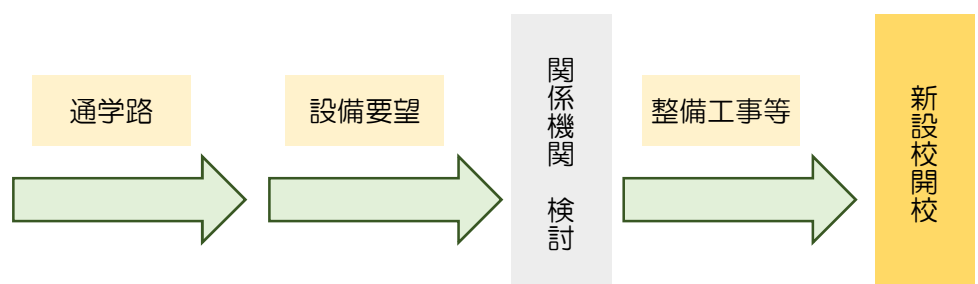 通学路
設備要望
関係機関　検討
整備工事等
新設校開校